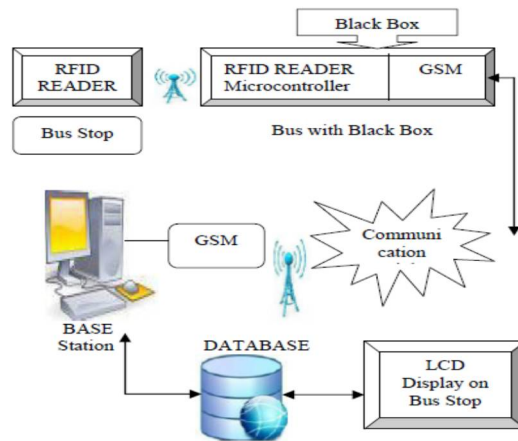 Black Box
RFID
READER
RFID READER
Microcontroller
GSM
Bus Stop
Bus with Black Box
GSM
Communi
cation
BASE
Station
DATABASE
LCD
Display on
Bus Stop